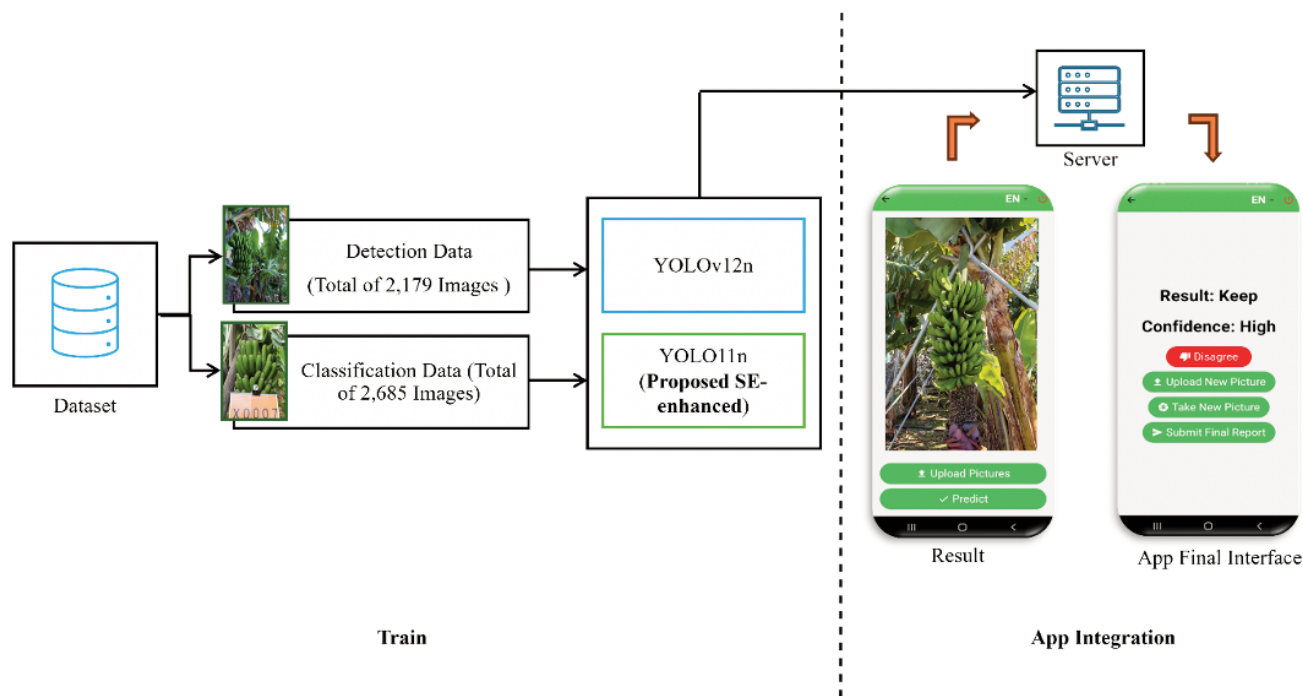 Dataset
Detection Data
(Total of 2,179 Images )
X0007
Classification Data (Total
of 2,685 Images)
YOLOv12n
YOLO11n
(Proposed SE-
enhanced)
Train
Server
EN
Upload Pictures
Predict
Result
EN
Result: Keep
Confidence: High
Disagree
Upload New Picture
Take New Picture
Submit Final Report
App Final Interface
App Integration